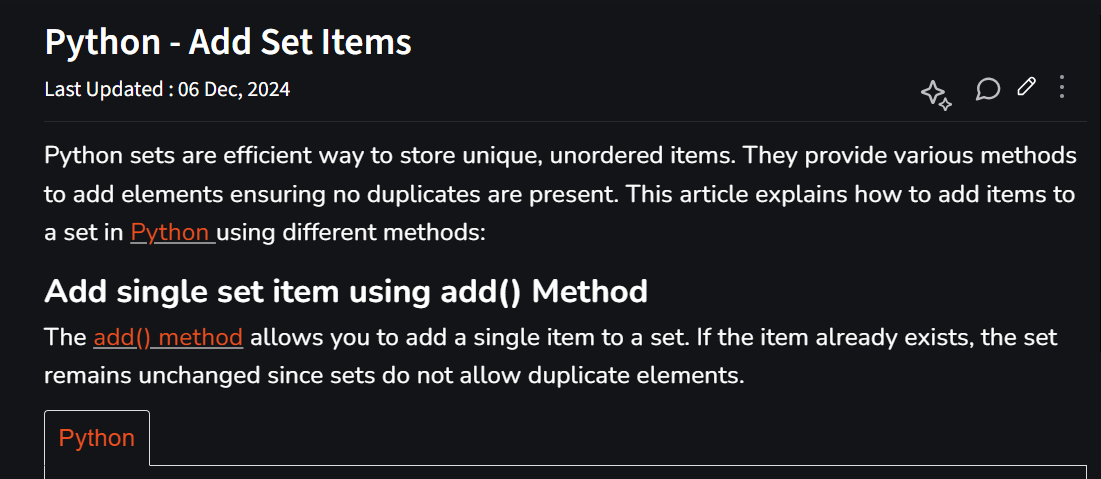 Python - Add Set Items
Last Updated : 06 Dec, 2024
Python sets are efficient way to store unique, unordered items. They provide various methods
to add elements ensuring no duplicates are present. This article explains how to add items to
a set in Python using different methods:
Add single set item using add() Method
The add() method allows you to add a single item to a set. If the item already exists, the set
remains unchanged since sets do not allow duplicate elements.
Python